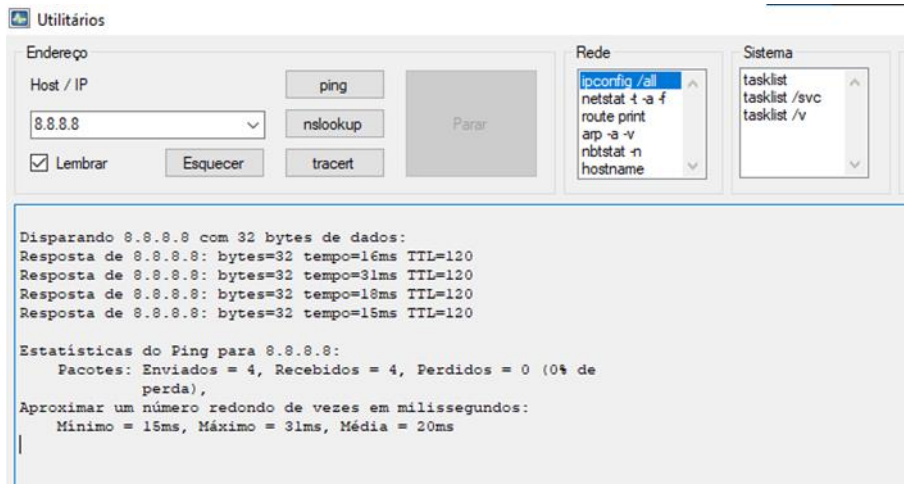 Utilitários
Endereço
Host / IP
8.8.8.8
Lembrar
Esquecer
ping
nslookup
tracert
Parar
Rede
ipconfig /all
netstat -t -a -f
route print
arp -a -v
nbtstat -n
hostname
Sistema
tasklist
tasklist /svc
tasklist /v
Disparando 8.8.8.8 com 32 bytes de dados:
Resposta de 8.8.8.8: bytes=32 tempo=16ms TTL=120
Resposta de 8.8.8.8: bytes=32 tempo=31ms TTL=120
Resposta de 8.8.8.8: bytes=32 tempo=18ms TTL=120
Resposta de 8.8.8.8: bytes=32 tempo=15ms TTL=120
Estatísticas do Ping para 8.8.8.8:
Pacotes: Enviados = 4, Recebidos = 4, Perdidos = 0 (0% de
perda),
Aproximar um número redondo de vezes em milissegundos:
Mínimo = 15ms, Máximo = 31ms, Média = 20ms